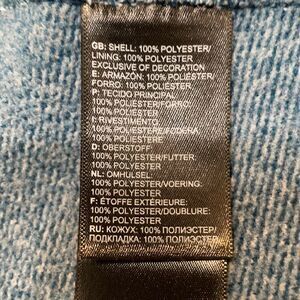 GB: SHELL: 100% POLYESTER/
LINING: 100% POLYESTER
EXCLUSIVE OF DECORATION
E: ARMAZÓN: 100% POLIÉSTER/
FORRO: 100% POLIÉSTER
P: TECIDO PRINCIPAL
100% POLIÉSTER/FORRO:
100% POLIÉSTER
I: RIVESTIMENTO
100% POLIESTERE/FODERA:
100% POLIESTERE
D: OBERSTOFF
100% POLYESTER/FUTTER:
100% POLYESTER
NL: OMHULSEL:
100% POLYESTER/VOERING:
100% POLYESTER
F: ÉTOFFE EXTÉRIEURE:
100% POLYESTER/DOUBLURE:
100% POLYESTER
RU: КОЖУХ: 100% ПОЛИЭСТЕР/
ПОДКЛАДКА: 100% ПОЛИЭСТЕР